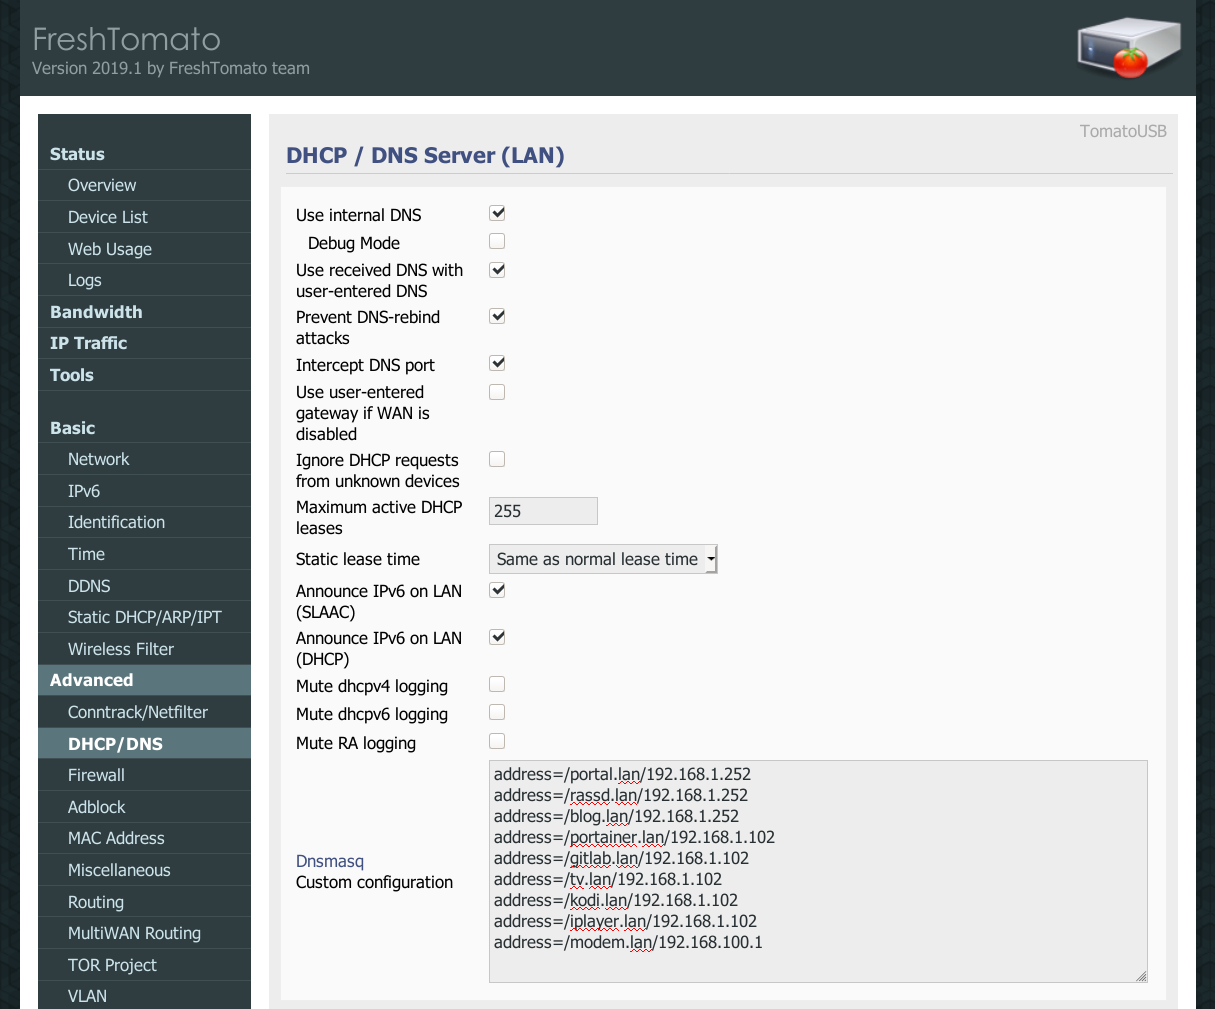 FreshTomato
Version 2019.1 by FreshTomato team
Status
Overview
Device List
Web Usage
Logs
Bandwidth
IP Traffic
Tools
Basic
Network
IPv6
Identification
Time
DDNS
Static DHCP/ARP/IPT
Wireless Filter
Advanced
Conntrack/Netfilter
DHCP/DNS
Firewall
Adblock
MAC Address
Miscellaneous
Routing
MultiWAN Routing
TOR Project
VLAN
TomatoUSB
DHCP / DNS Server (LAN)
Use internal DNS
Debug Mode
Use received DNS with
user-entered DNS
Prevent DNS-rebind
attacks
Intercept DNS port
Use user-entered
gateway if WAN is
disabled
Ignore DHCP requests
from unknown devices
Maximum active DHCP
leases
255
Static lease time
Same as normal lease time
Announce IPv6 on LAN
(SLAAC)
Announce IPv6 on LAN
(DHCP)
Mute dhcpv4 logging
Mute dhcpv6 logging
Mute RA logging
Dnsmasq
Custom configuration
address=/portal.lan/192.168.1.252
address=/rassd.lan/192.168.1.252
address=/blog.lan/192.168.1.252
address=/portainer.lan/192.168.1.102
address=/gitlab.lan/192.168.1.102
address=/tv.lan/192.168.1.102
address=/kodi.lan/192.168.1.102
address=/iplayer.lan/192.168.1.102
address=/modem.lan/192.168.100.1